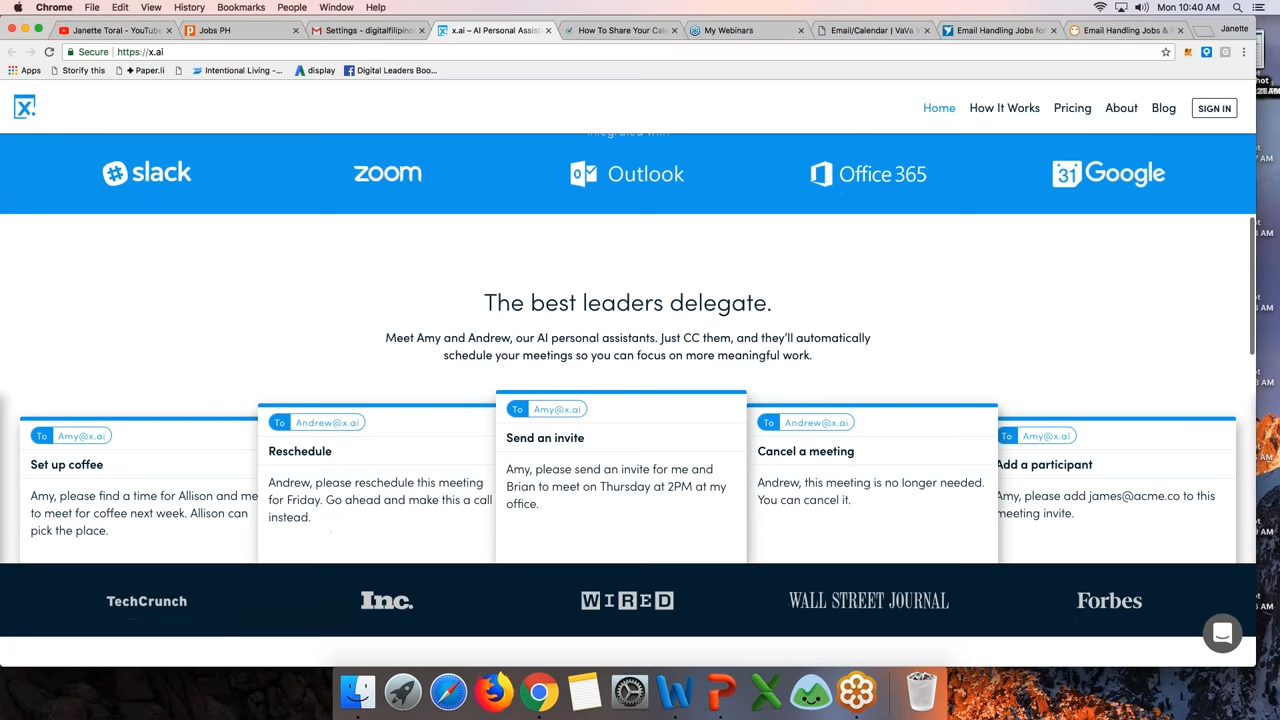 Chrome File Edit View History Bookmarks People Window Help
Mon 10:40 AM
Janette Toral - YouTube
Jobs PH
Settings - digitalfilipino
x.ai – AI Personal Assist
How To Share Your Cale
My Webinars
Email/Calendar | VaVa V
Email Handling Jobs for
Email Handling Jobs &
Janette
Secure
https://x.ai
Apps
Storify this
+ Paper.li
Intentional Living -...
display
Digital Leaders Boo...
x.
Home
How It Works
Pricing
About
Blog
SIGN IN
integrated with
slack
zoom
Outlook
Office 365
31 Google
The best leaders delegate.
Meet Amy and Andrew, our AI personal assistants. Just CC them, and they'll automatically
schedule your meetings so you can focus on more meaningful work.
To Amy@x.ai
Set up coffee
Amy, please find a time for Allison and me
to meet for coffee next week. Allison can
pick the place.
To Andrew@x.ai
Reschedule
Andrew, please reschedule this meeting
for Friday. Go ahead and make this a call
instead.
To Amy@x.ai
Send an invite
Amy, please send an invite for me and
Brian to meet on Thursday at 2PM at my
office.
To Andrew@x.ai
Cancel a meeting
Andrew, this meeting is no longer needed.
You can cancel it.
To Amy@x.ai
Add a participant
Amy, please add james@acme.co to this
meeting invite.
TechCrunch
Inc.
WIRED
WALL STREET JOURNAL
Forbes